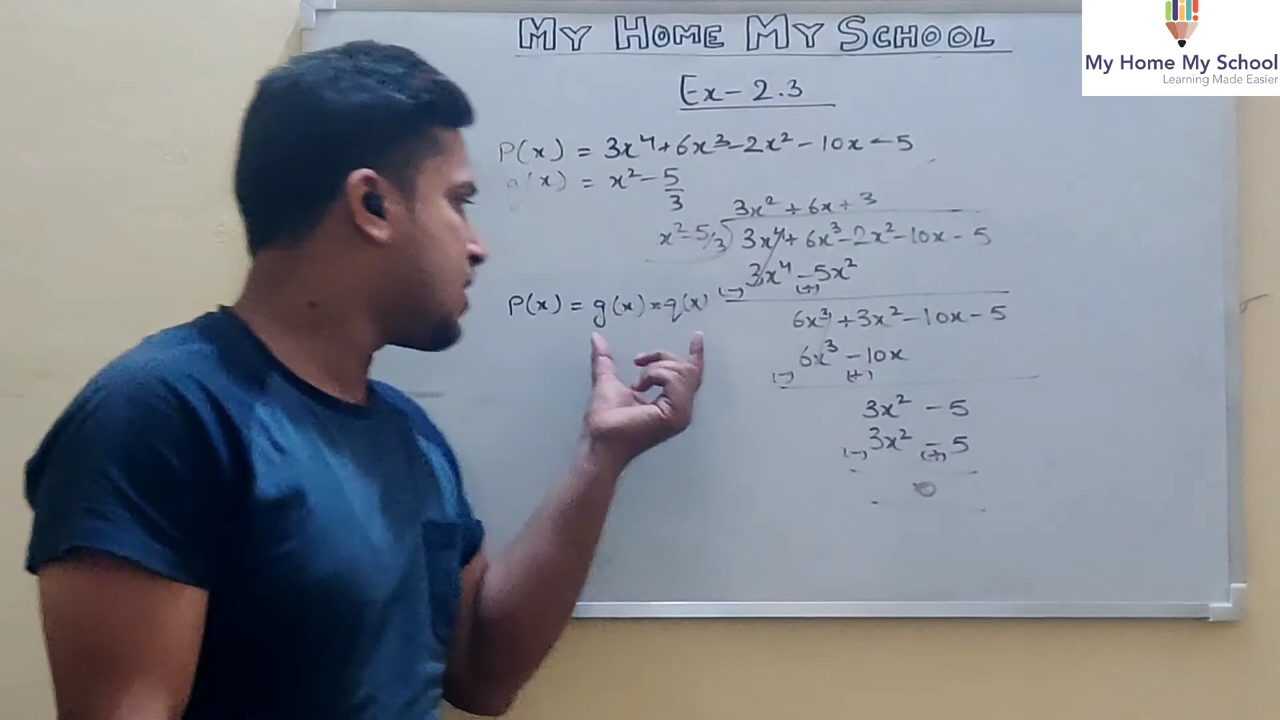 MY HOME MY SCHOOL
My Home My School
Learning Made Easier
Ex - 2.3
P(x) = 3x⁴ + 6x³ - 2x² - 10x - 5
g(x) = x² - 5/3
3x² + 6x + 3
x² - 5/3 ) 3x⁴ + 6x³ - 2x² - 10x - 5
3x⁴ - 5x²
(-) (+)
P(x) = g(x) × q(x)
6x³ + 3x² - 10x - 5
6x³ - 10x
(-) (+)
3x² - 5
3x² - 5
(-) (+)
0